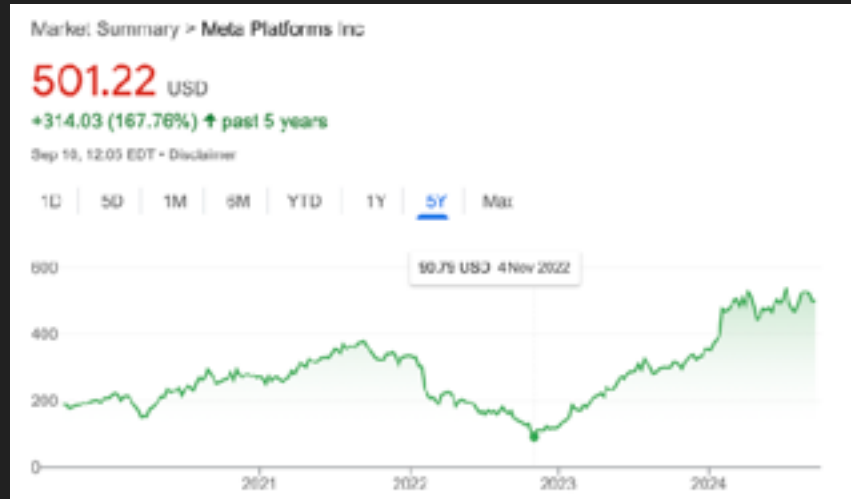 Market Summary > Meta Platforms Inc
501.22 USD
+314.03 (167.76%) ↑ past 5 years
Sep 10, 12:05 EDT • Disclaimer
1D 5D 1M 6M YTD 1Y 5Y Max
90.79 USD 4 Nov 2022
600
400
200
0
2021 2022 2023 2024